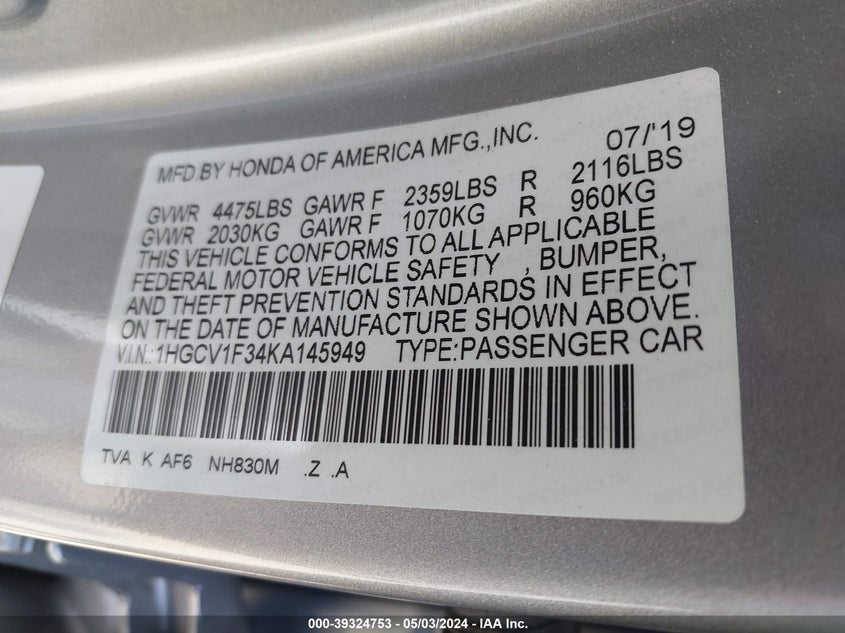 MFD.BY HONDA OF AMERICA MFG.,INC. 07/'19
GVWR 4475LBS GAWR F 2359LBS R 2116LBS
GVWR 2030KG GAWR F 1070KG R 960KG
THIS VEHICLE CONFORMS TO ALL APPLICABLE
FEDERAL MOTOR VEHICLE SAFETY , BUMPER,
AND THEFT PREVENTION STANDARDS IN EFFECT
ON THE DATE OF MANUFACTURE SHOWN ABOVE.
V.I.N.:1HGCV1F34KA145949 TYPE:PASSENGER CAR
TVA K AF6 NH830M .Z .A
000-39324753 - 05/03/2024 - IAA Inc.